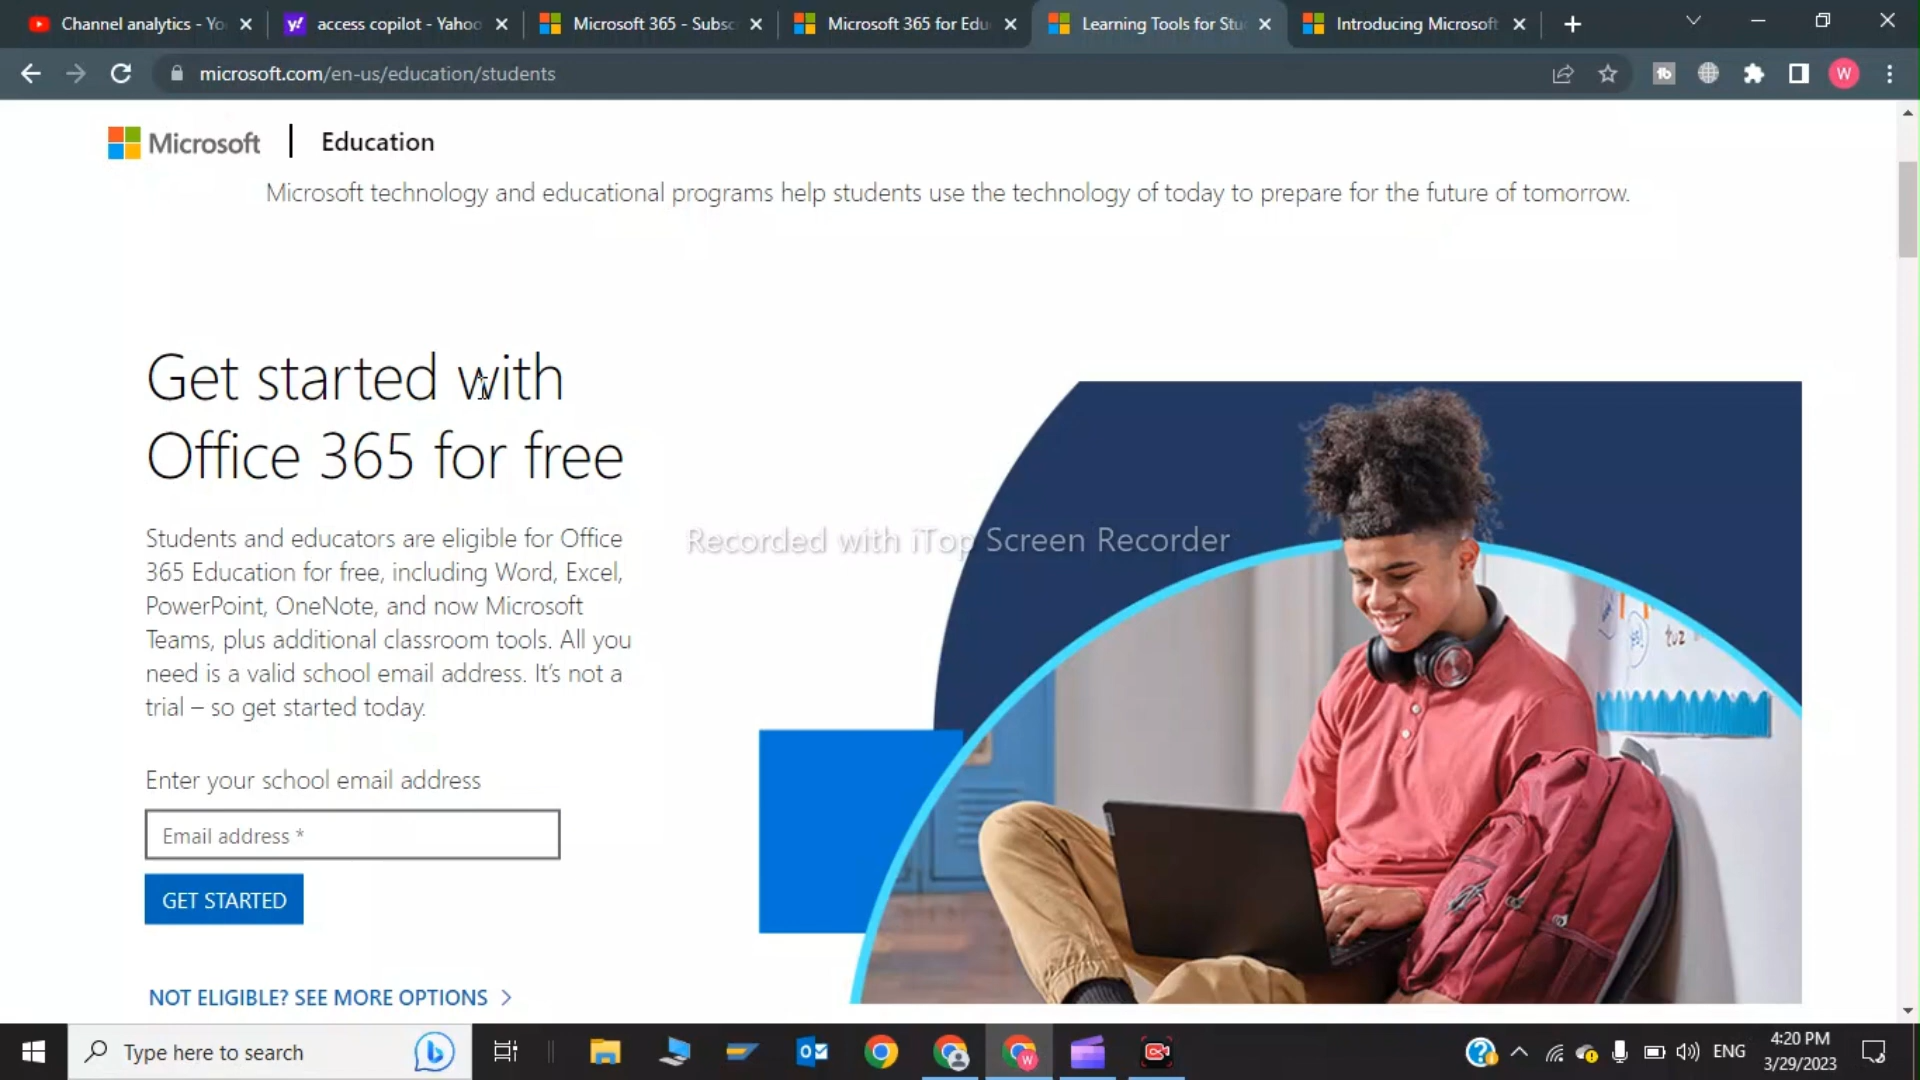 Channel analytics - Yo
access copilot - Yahoo
Microsoft 365 - Subsc
Microsoft 365 for Edu
Learning Tools for Stu
Introducing Microsoft
microsoft.com/en-us/education/students
W
Microsoft | Education
Microsoft technology and educational programs help students use the technology of today to prepare for the future of tomorrow.
Get started with
Office 365 for free
Students and educators are eligible for Office
365 Education for free, including Word, Excel,
PowerPoint, OneNote, and now Microsoft
Teams, plus additional classroom tools. All you
need is a valid school email address. It's not a
trial – so get started today.
Recorded with iTop Screen Recorder
Enter your school email address
Email address *
GET STARTED
NOT ELIGIBLE? SEE MORE OPTIONS
Type here to search
ENG
4:20 PM
3/29/2023